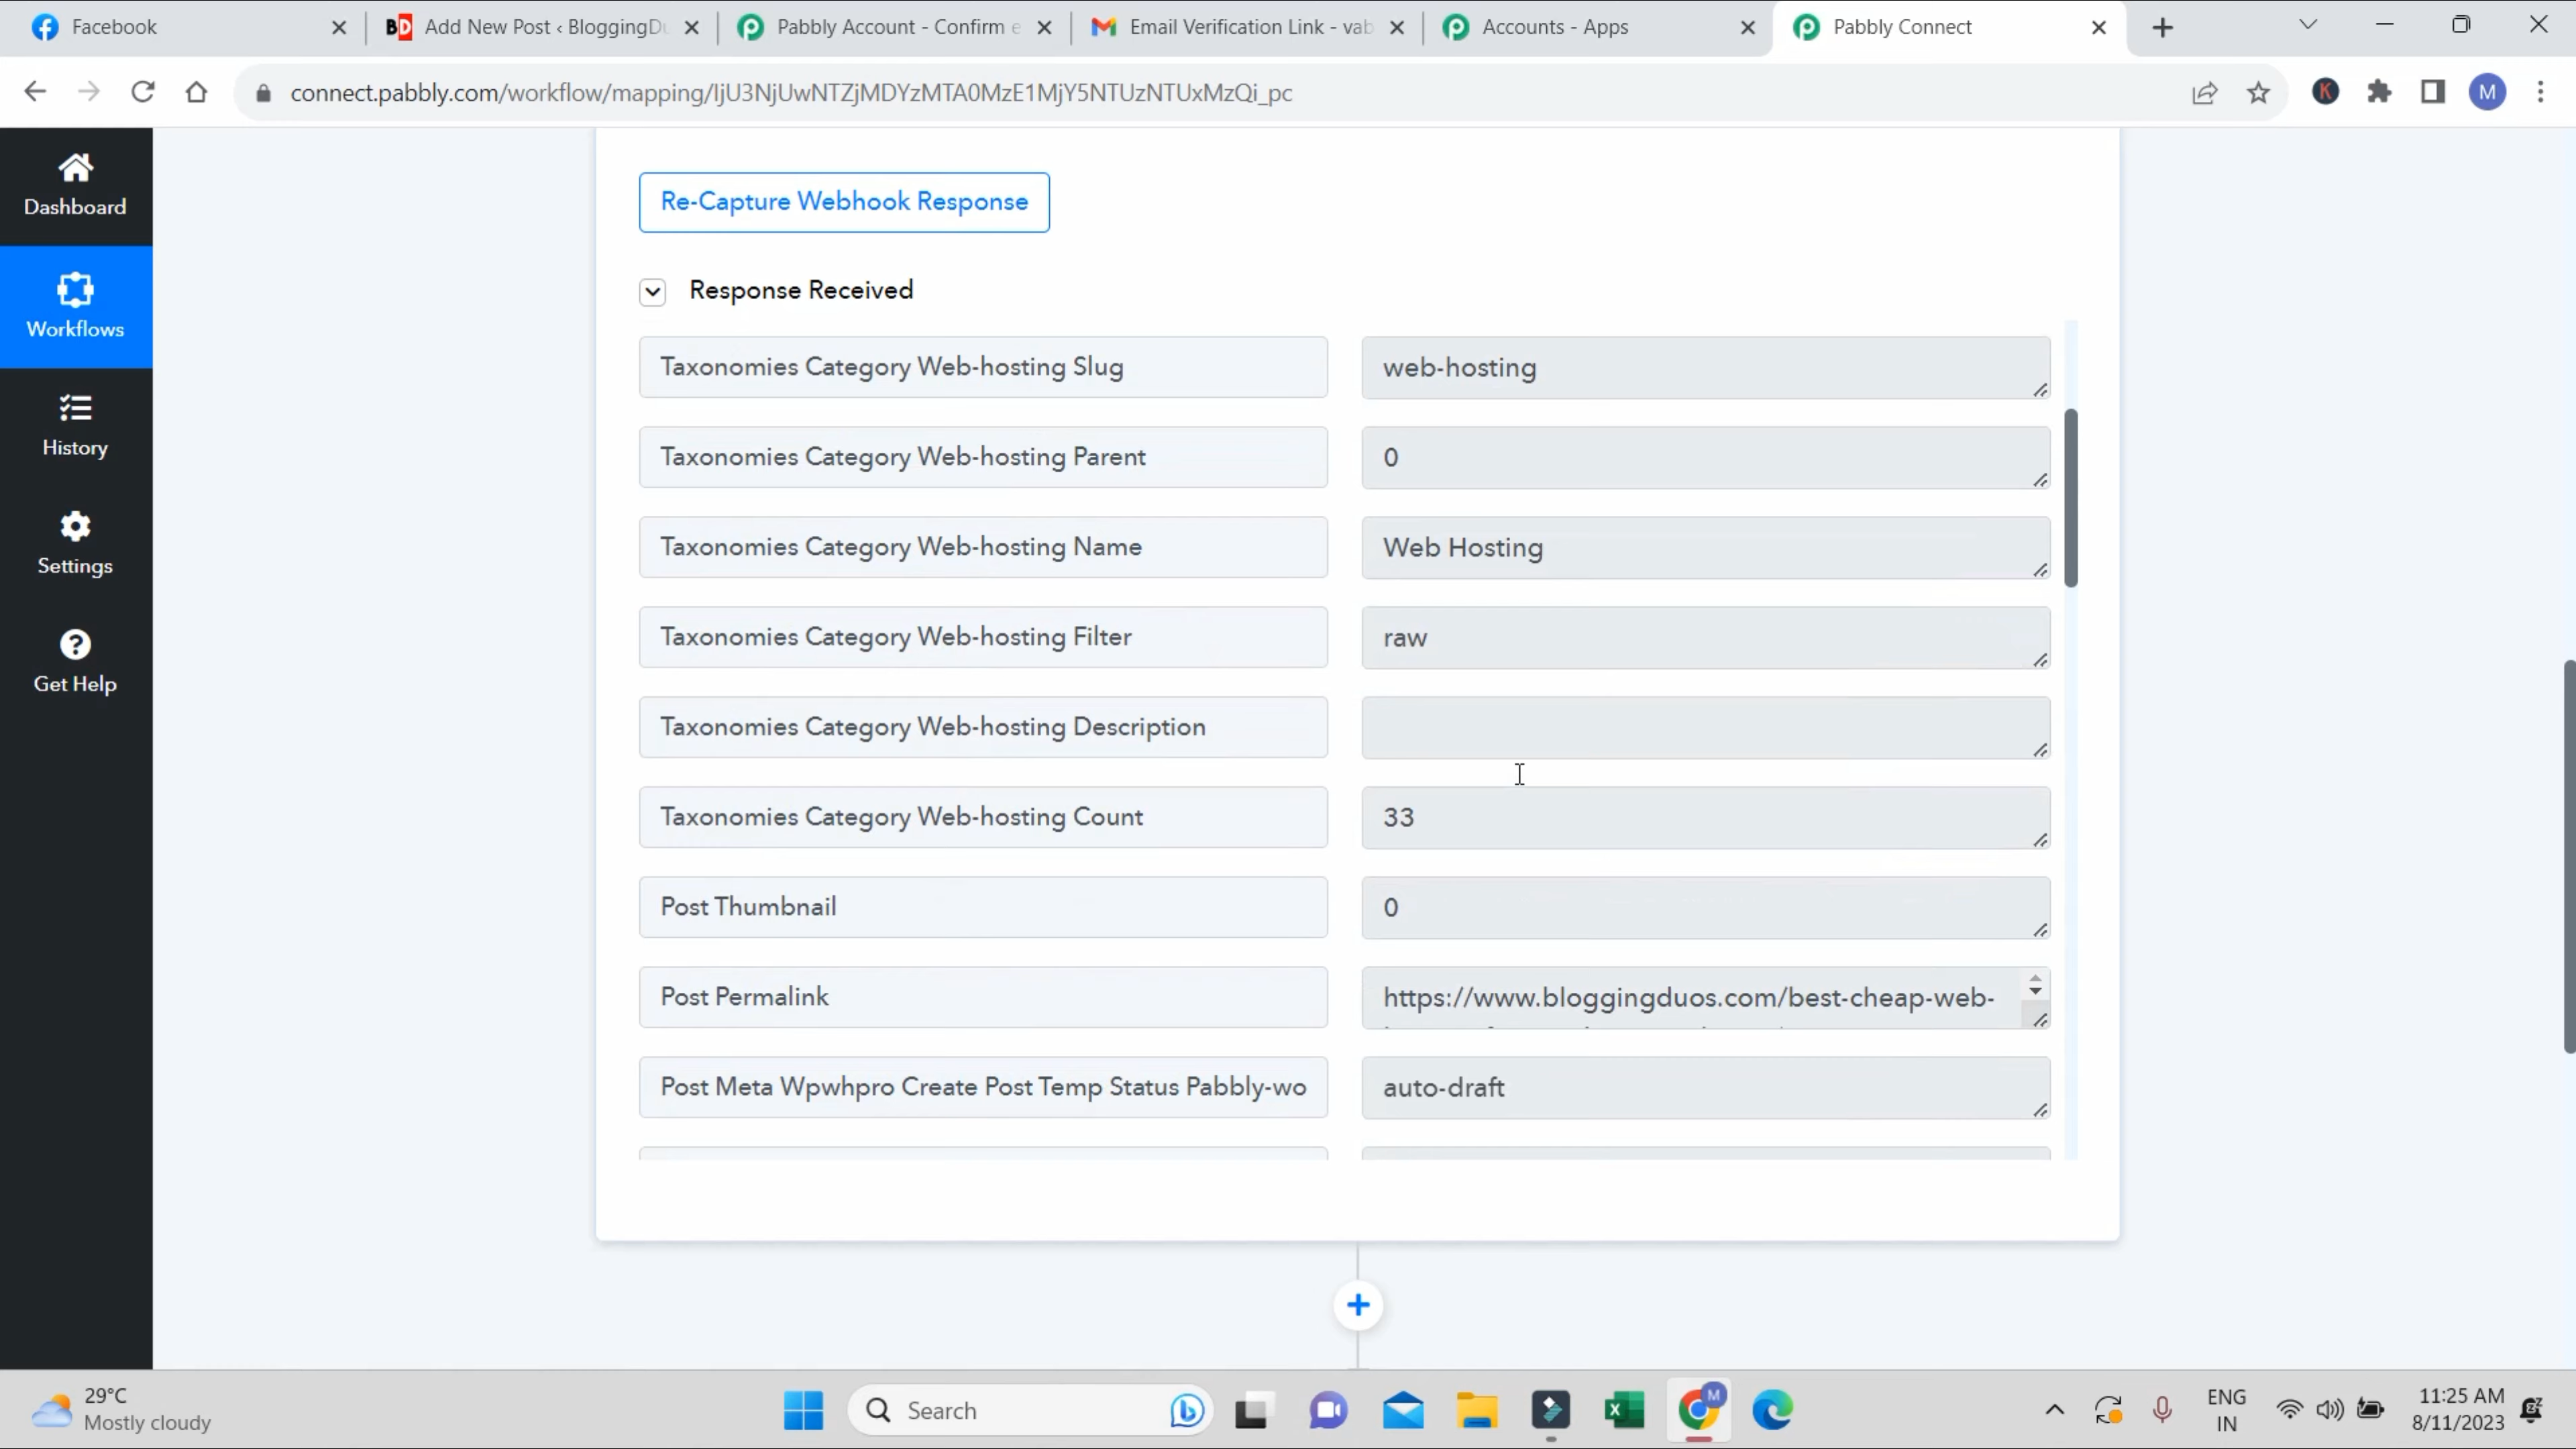 Facebook
Add New Post ‹ BloggingDu
Pabbly Account - Confirm e
Email Verification Link - vab
Accounts - Apps
Pabbly Connect
connect.pabbly.com/workflow/mapping/IjU3NjUwNTZjMDYzMTA0MzE1MjY5NTUzNTUxMzQi_pc
K
M
Dashboard
Workflows
History
Settings
Get Help
Re-Capture Webhook Response
Response Received
Taxonomies Category Web-hosting Slug web-hosting
Taxonomies Category Web-hosting Parent 0
Taxonomies Category Web-hosting Name Web Hosting
Taxonomies Category Web-hosting Filter raw
Taxonomies Category Web-hosting Description
Taxonomies Category Web-hosting Count 33
Post Thumbnail 0
Post Permalink https://www.bloggingduos.com/best-cheap-web-
Post Meta Wpwhpro Create Post Temp Status Pabbly-wo auto-draft
29°C
Mostly cloudy
Search
M
ENG
IN
11:25 AM
8/11/2023